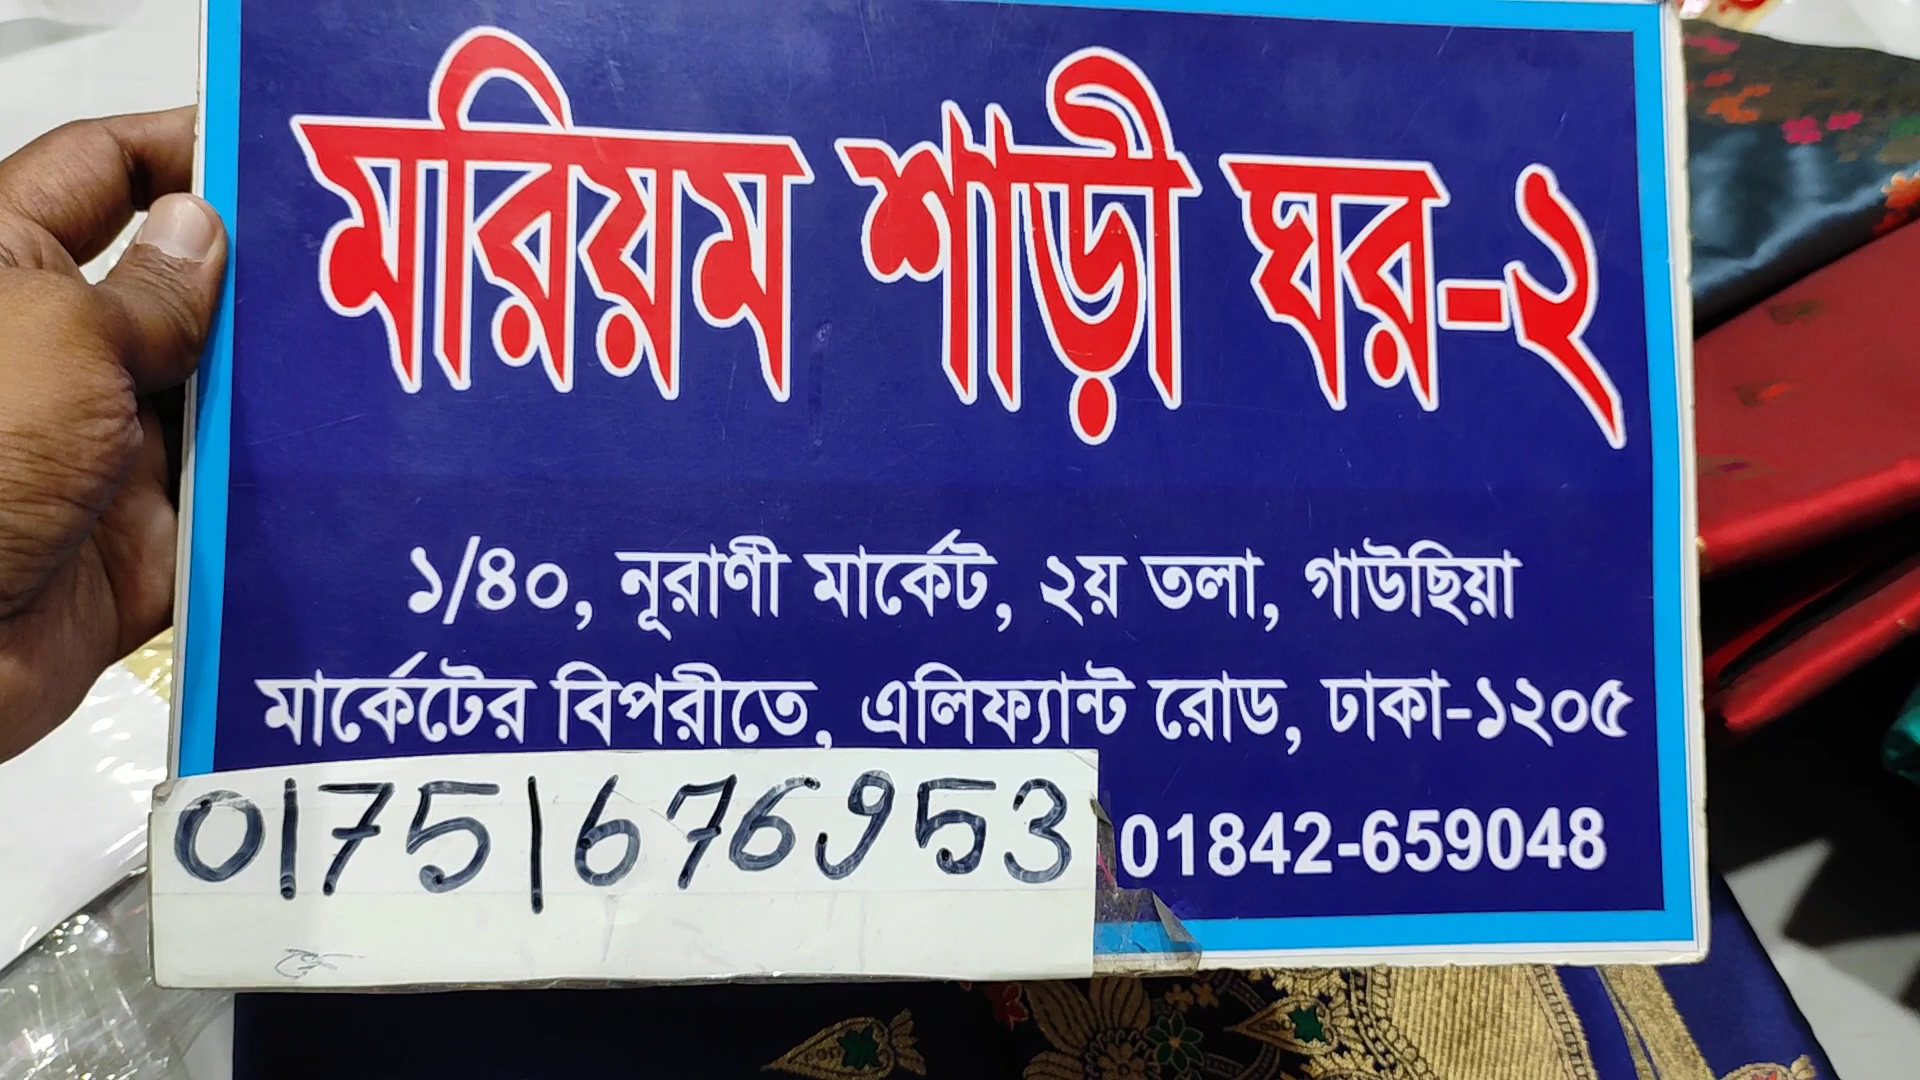 মরিয়ম শাড়ী ঘর-২
১/৪০, নূরাণী মার্কেট, ২য় তলা, গাউছিয়া
মার্কেটের বিপরীতে, এলিফ্যান্ট রোড, ঢাকা-১২০৫
01751676953 01842-659048